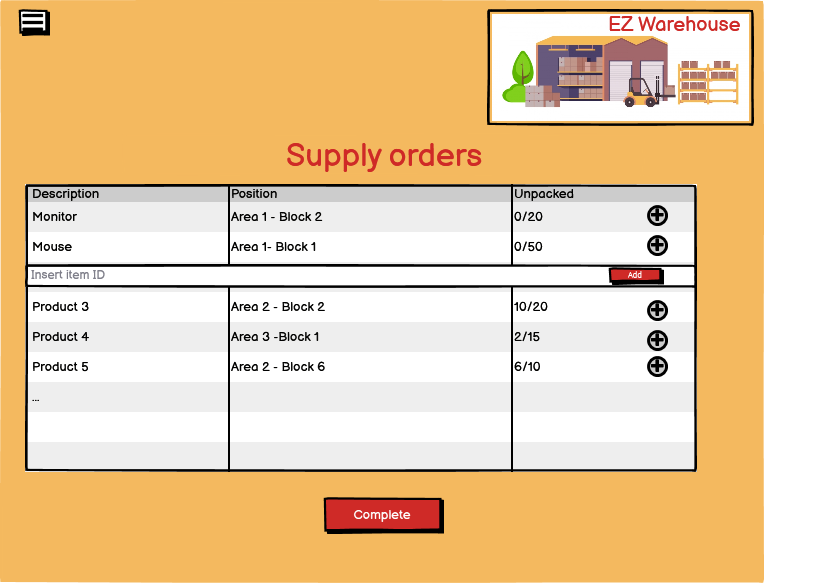 EZ Warehouse
Supply orders
Description Position Unpacked
Monitor Area 1 - Block 2 0/20
Mouse Area 1- Block 1 0/50
Insert item ID Add
Product 3 Area 2 - Block 2 10/20
Product 4 Area 3 -Block 1 2/15
Product 5 Area 2 - Block 6 6/10
...
Complete